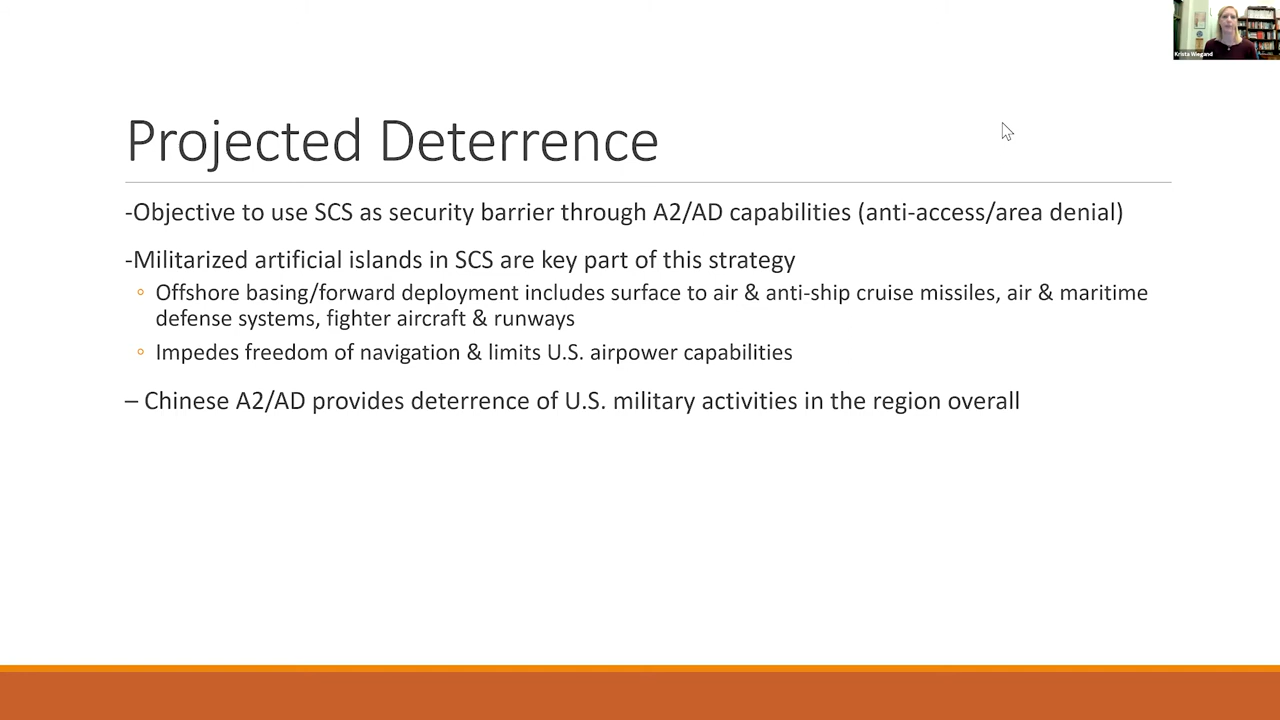 Krista Wiegand
Projected Deterrence
-Objective to use SCS as security barrier through A2/AD capabilities (anti-access/area denial)
-Militarized artificial islands in SCS are key part of this strategy
◦ Offshore basing/forward deployment includes surface to air & anti-ship cruise missiles, air & maritime
defense systems, fighter aircraft & runways
◦ Impedes freedom of navigation & limits U.S. airpower capabilities
– Chinese A2/AD provides deterrence of U.S. military activities in the region overall